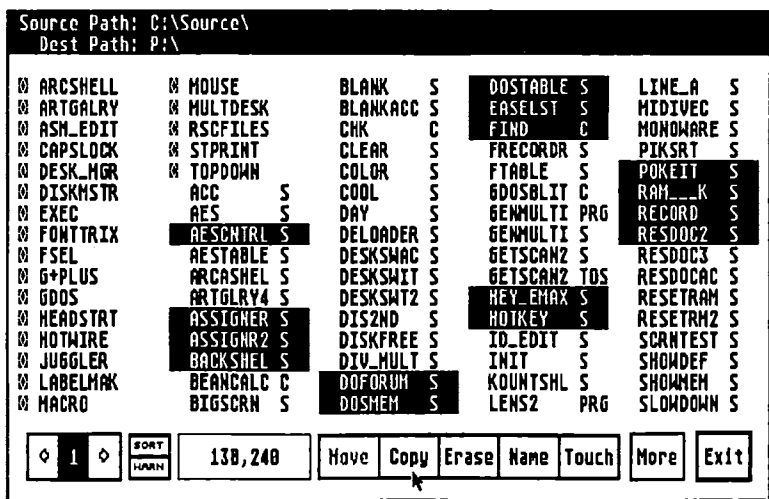 Source Path: C:\Source\
Dest Path: P:\
ARCSHELL MOUSE BLANK S DOSTABLE S LINE_A S
ARTGALRY MULTDESK BLANKACC S EASELST S MIDIVEC S
ASM_EDIT RSCFILES CHK C FIND C MONOWARE S
CAPSLOCK STPRINT CLEAR S FRECORDR S PIKSRT S
DESK_MGR TOPDOWN COLOR S FTABLE S POKEIT S
DISKMSTR ACC S COOL S GDOSBLIT C RAM___K S
EXEC AES S DAY S GENMULTI PRG RECORD S
FONTTRIX AESCNTRL S DELOADER S GENMULTI S RESDOC2 S
FSEL AESTABLE S DESKSWAC S GETSCAN2 S RESDOC3 S
G+PLUS ARCASHEL S DESKSWIT S GETSCAN2 TOS RESDOCAC S
GDOS ARTGLRY4 S DESKSWT2 S HEY_EMAX S RESETRAM S
HEADSTRT ASSIGNER S DIS2ND S HOTKEY S RESETRM2 S
HOTWIRE ASSIGNR2 S DISKFREE S ID_EDIT S SCRNTEST S
JUGGLER BACKSHEL S DIV_MULT S INIT S SHOWDEF S
LABELMAK BEANCALC C DOFORUM S KOUNTSHL S SHOWMEM S
MACRO BIGSCRN S DOSMEM S LENS2 PRG SLOWDOWN S
1 SORT WARN 138,240 Move Copy Erase Name Touch More Exit